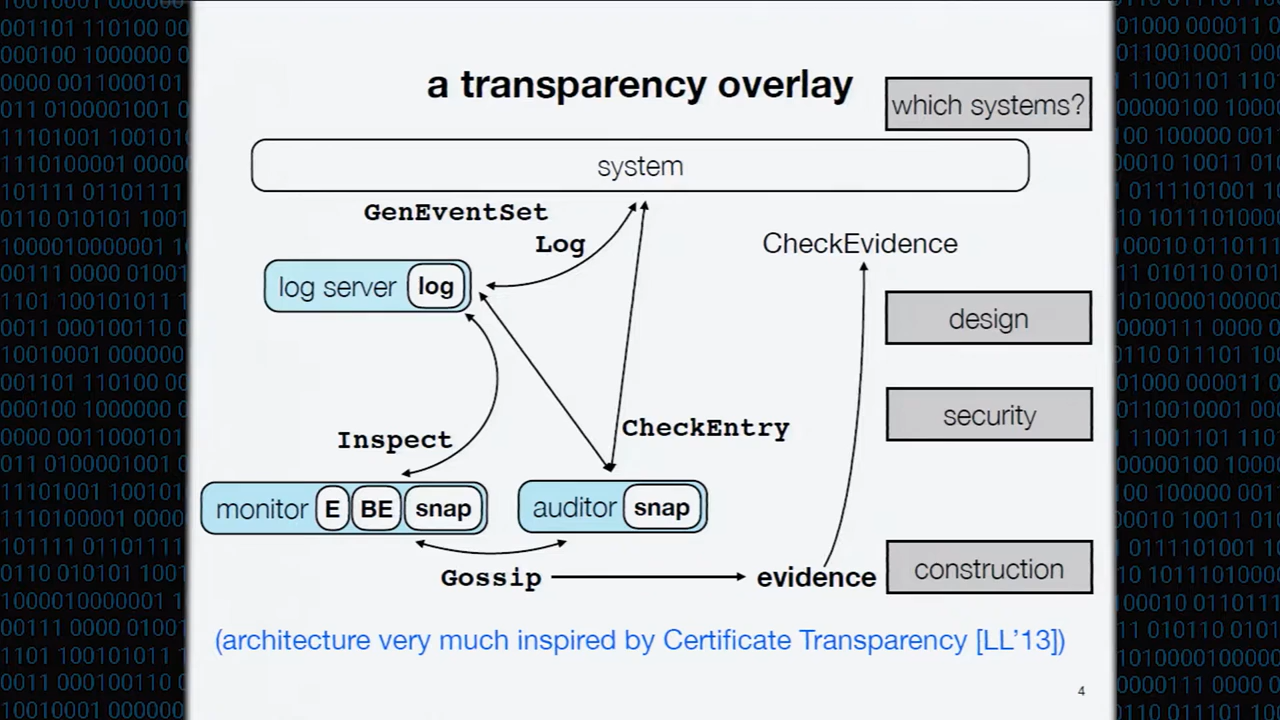 a transparency overlay
which systems?
system
GenEventSet
Log
CheckEvidence
log server log
design
security
CheckEntry
Inspect
monitor E BE snap
auditor snap
Gossip
evidence
construction
(architecture very much inspired by Certificate Transparency [LL'13])
4